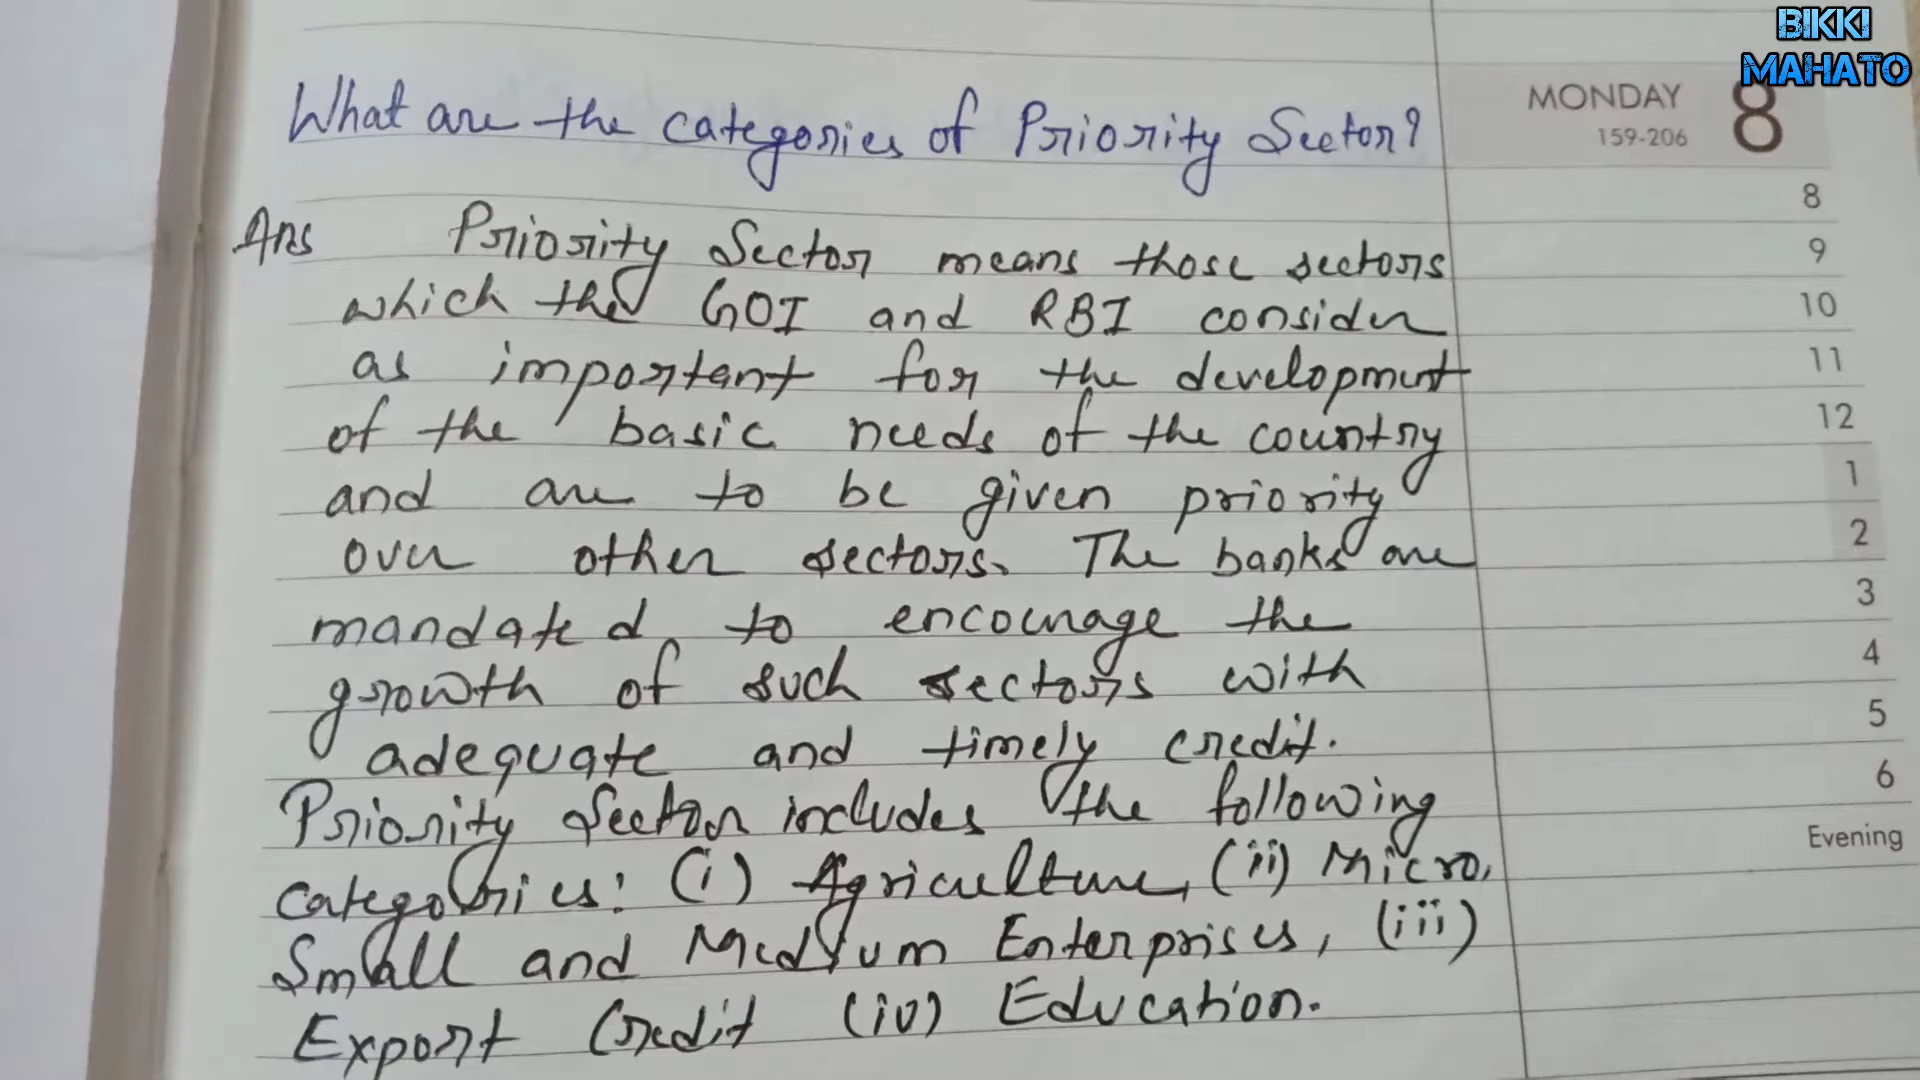 BIKKI
MAHATO
MONDAY
159-206
8
What are the categories of Priority Sector?
Ans Priority Sector means those sectors
which the GOI and RBI consider
as important for the development
of the basic needs of the country
and are to be given priority
over other sectors. The banks are
mandated to encourage the
growth of such sectors with
adequate and timely credit.
Priority Sector includes the following
categories: (i) Agriculture, (ii) Micro,
Small and Medium Enterprises, (iii)
Export Credit (iv) Education.
8
9
10
11
12
1
2
3
4
5
6
Evening